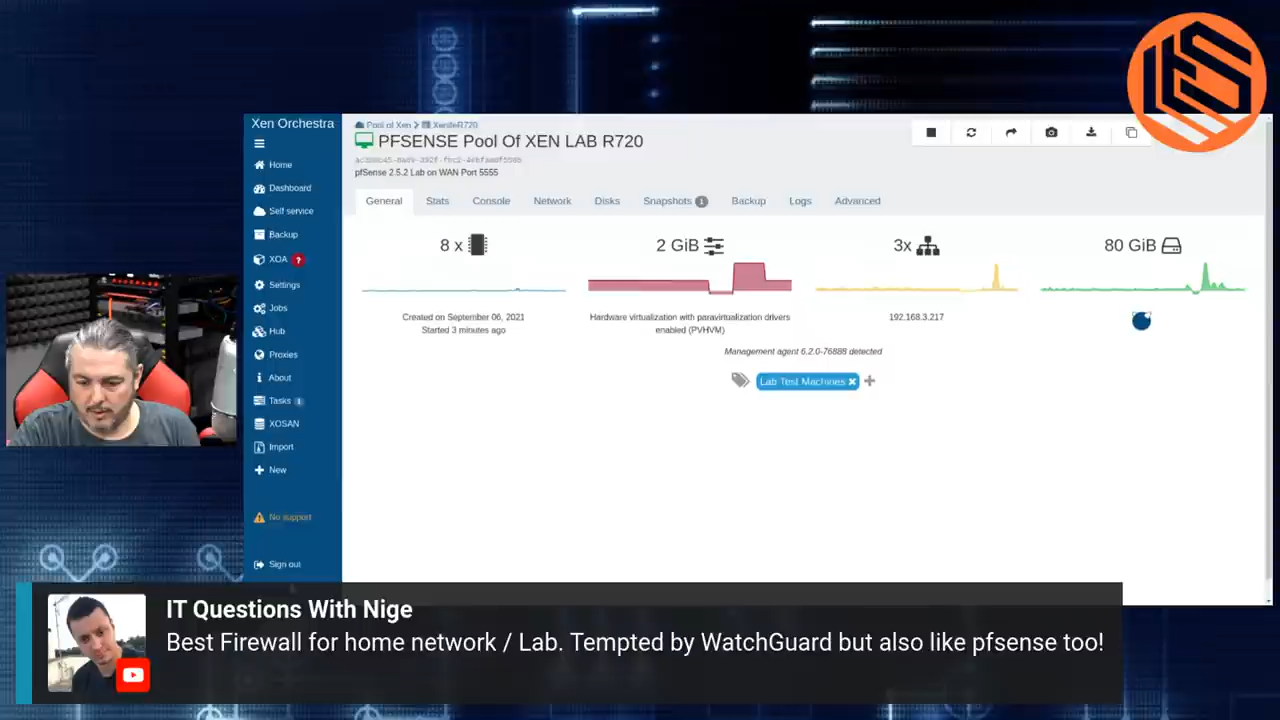 Xen Orchestra
Home
Dashboard
Self service
Backup
XOA ?
Settings
Jobs
Hub
Proxies
About
Tasks 1
XOSAN
Import
New
No support
Sign out
Pool of Xen > XenileR720
PFSENSE Pool Of XEN LAB R720
pfSense 2.5.2 Lab on WAN Port 5555
General Stats Console Network Disks Snapshots 1 Backup Logs Advanced
8 x 2 GiB 3x 80 GiB
Created on September 06, 2021
Started 3 minutes ago
Hardware virtualization with paravirtualization drivers
enabled (PVHVM)
192.168.3.217
Management agent 6.2.0-76888 detected
Lab Test Machines
IT Questions With Nige
Best Firewall for home network / Lab. Tempted by WatchGuard but also like pfsense too!